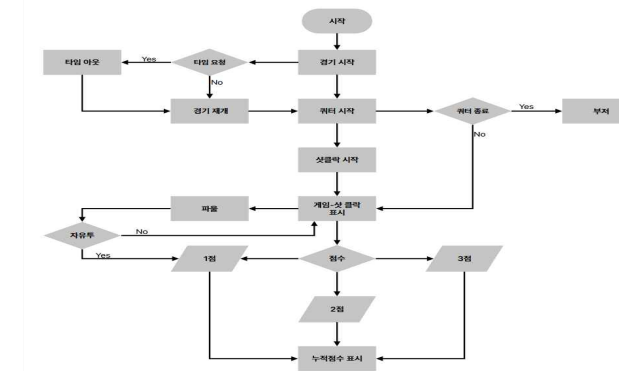 시작
타임 아웃
Yes
타임 요청
경기 시작
No
경기 재개
쿼터 시작
쿼터 종료
Yes
부저
No
샷클락 시작
파울
게임-샷 클락
표시
자유투
No
Yes
1점
점수
3점
2점
누적점수 표시